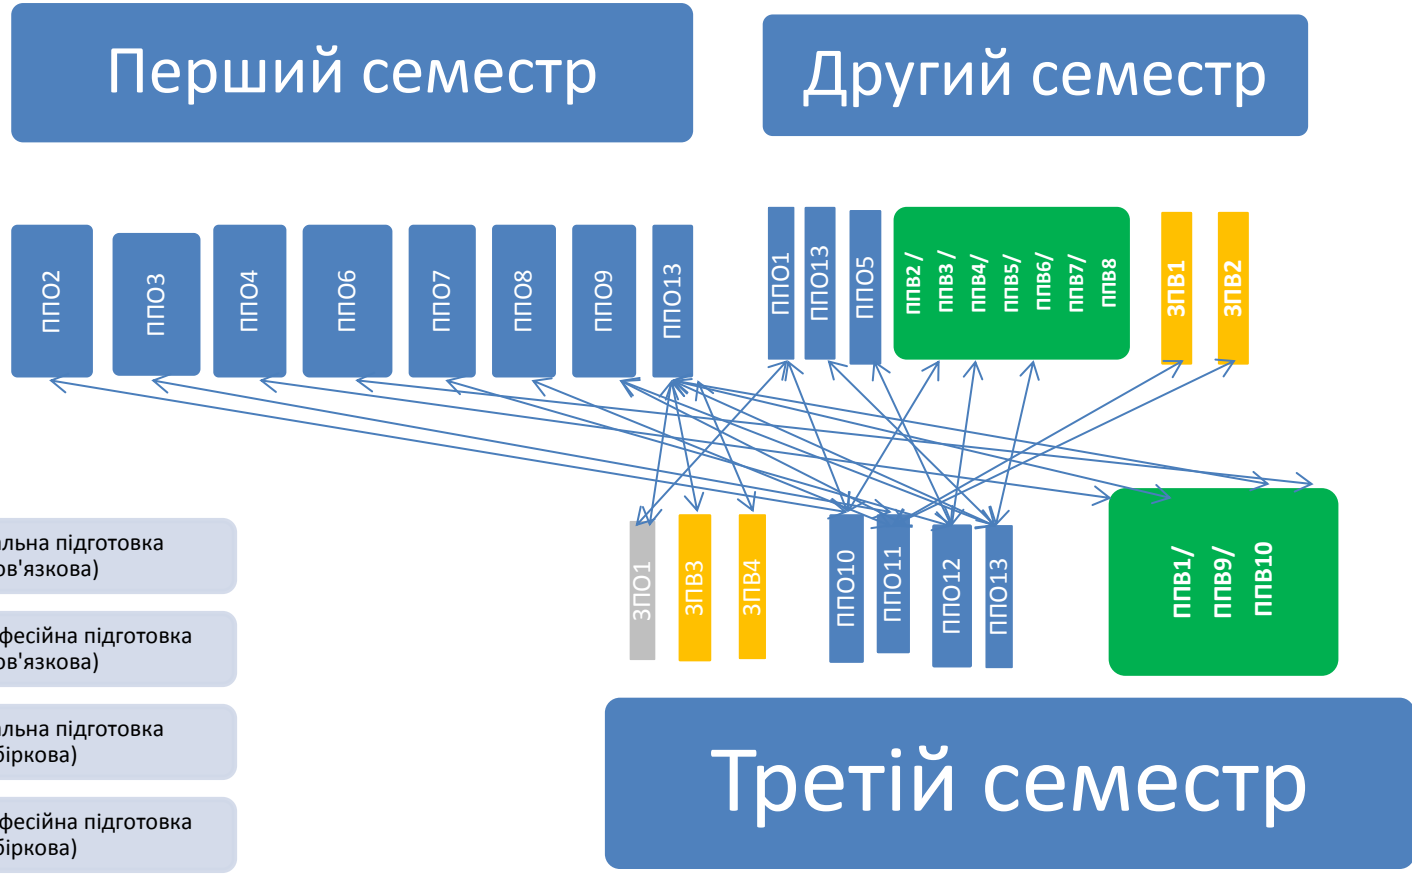 Перший семестр
Другий семестр
ППО2
ППО3
ППО4
ППО6
ППО7
ППО8
ППО9
ППО13
ППО1
ППО13
ППО5
ППВ2 /
ППВ3 /
ППВ4/
ППВ5/
ППВ6/
ППВ7/
ППВ8
ЗПВ1
ЗПВ2
ЗПО1
ЗПВ3
ЗПВ4
ППО10
ППО11
ППО12
ППО13
ППВ1/
ППВ9/
ППВ10
альна підготовка
ов'язкова)
фесійна підготовка
ов'язкова)
альна підготовка
біркова)
фесійна підготовка
біркова)
Третій семестр